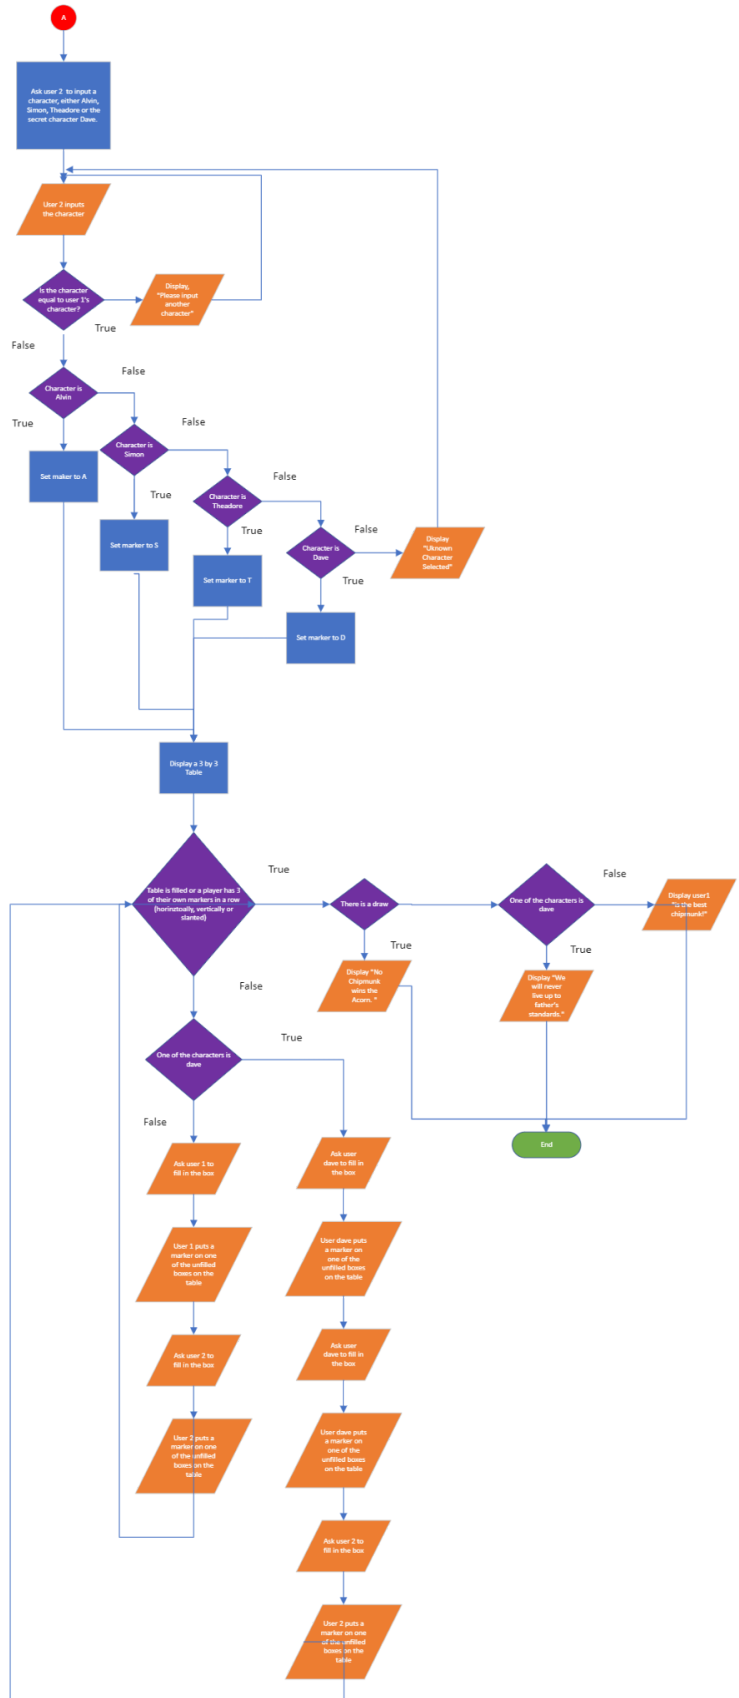 A
Ask user 2 to input a
character, either Alvin,
Simon, Theadore or the
secret character Dave.
User 2 inputs
the character
Is the character
equal to user 1's
character?
Display,
"Please input
another
character"
True
False
Character is
Alvin
False
True
Set maker to A
Character is
Simon
False
True
Set marker to S
Character is
Theadore
False
True
Set marker to T
Character is
Dave
False
True
Display
"Uknown
Character
Selected"
Set marker to D
Display a 3 by 3
Table
Table is filled or a player has 3
of their own markers in a row
(horinztoally, vertically or
slanted)
True
There is a draw
True
Display "No
Chipmunk
wins the
Acorn. "
One of the characters is
dave
False
Display user1
"is the best
chipmunk!"
True
Display "We
will never
live up to
father's
standards."
End
False
One of the characters is
dave
True
False
Ask user 1 to
fill in the box
User 1 puts a
marker on one
of the unfilled
boxes on the
table
Ask user 2 to
fill in the box
User 2 puts a
marker on one
of the unfilled
boxes on the
table
Ask user
dave to fill in
the box
User dave puts
a marker on
one of the
unfilled boxes
on the table
Ask user
dave to fill in
the box
User dave puts
a marker on
one of the
unfilled boxes
on the table
Ask user 2 to
fill in the box
User 2 puts a
marker on one
of the unfilled
boxes on the
table